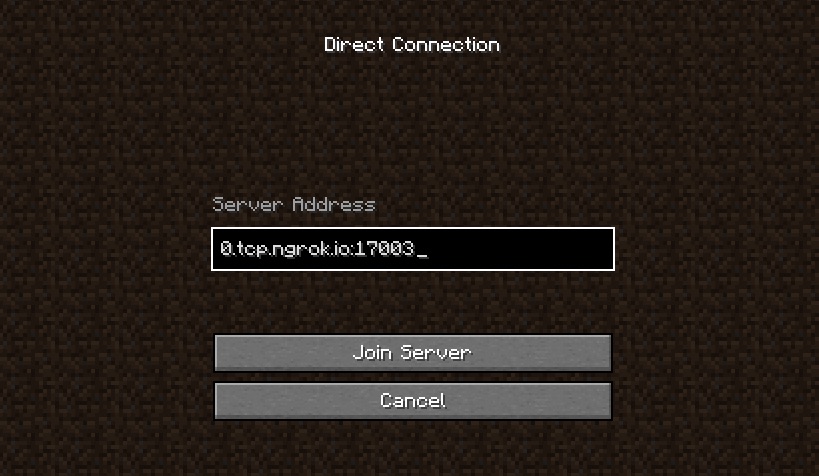 Direct Connection
Server Address
0.tcp.ngrok.io:17003_
Join Server
Cancel